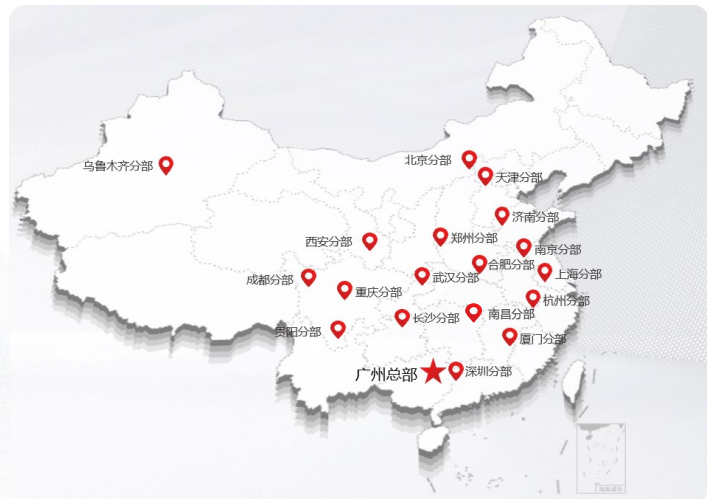 北京分部
乌鲁木齐分部
天津分部
济南分部
郑州分部
西安分部
南京分部
合肥分部
上海分部
武汉分部
成都分部
重庆分部
杭州分部
南昌分部
长沙分部
贵阳分部
厦门分部
深圳分部
广州总部